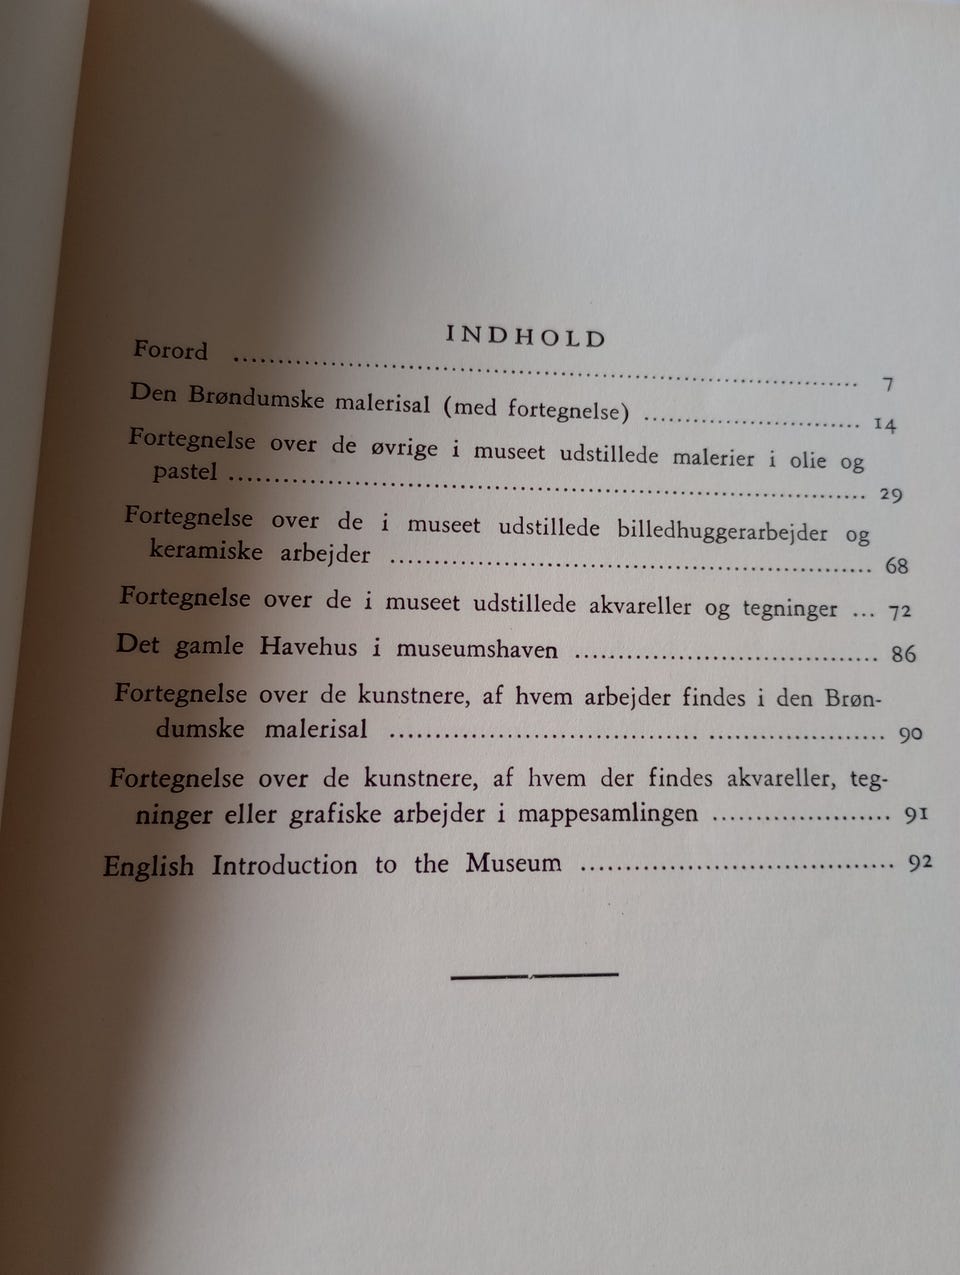 INDHOLD
Forord ........................................................................ 7
Den Brøndumske malerisal (med fortegnelse) ........................... 14
Fortegnelse over de øvrige i museet udstillede malerier i olie og
pastel ........................................................................ 29
Fortegnelse over de i museet udstillede billedhuggerarbejder og
keramiske arbejder ...................................................... 68
Fortegnelse over de i museet udstillede akvareller og tegninger ... 72
Det gamle Havehus i museumshaven .................................. 86
Fortegnelse over de kunstnere, af hvem arbejder findes i den Brøn-
dumske malerisal ...................................................... 90
Fortegnelse over de kunstnere, af hvem der findes akvareller, teg-
ninger eller grafiske arbejder i mappesamlingen .................... 91
English Introduction to the Museum ................................... 92